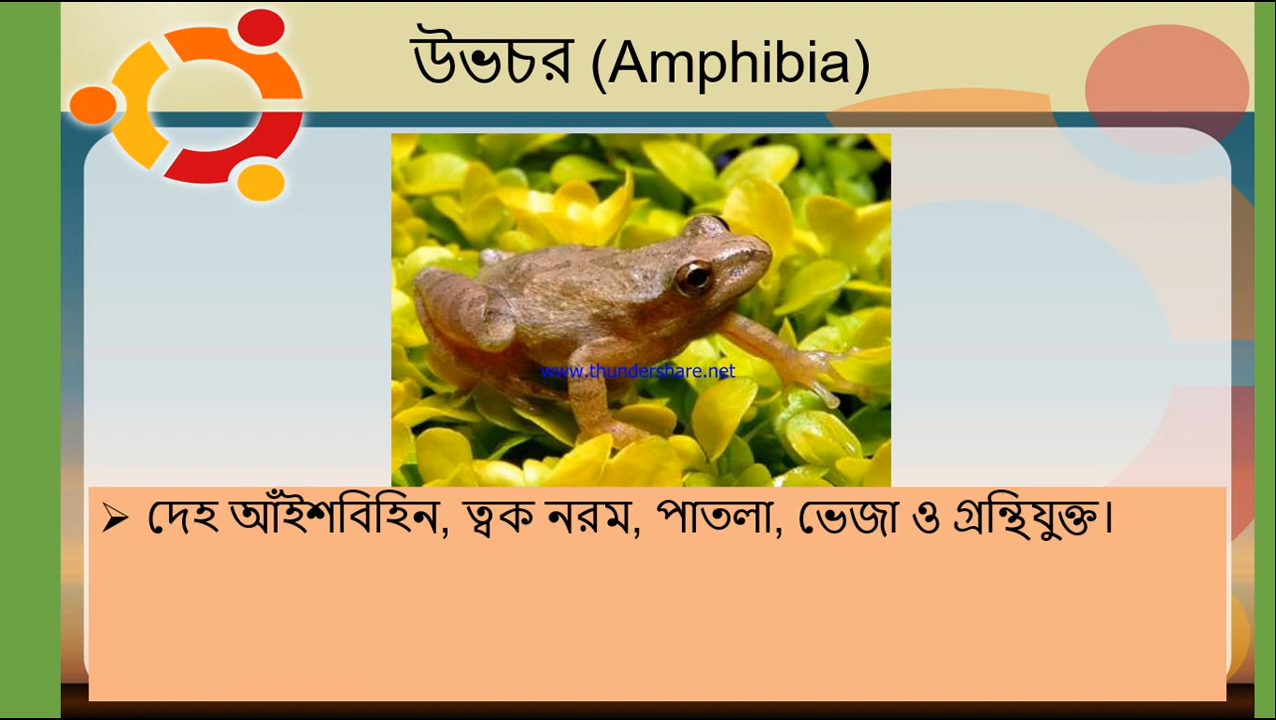 উভচর (Amphibia)
www.thundershare.net
➢ দেহ আঁইশবিহিন, ত্বক নরম, পাতলা, ভেজা ও গ্রন্থিযুক্ত।